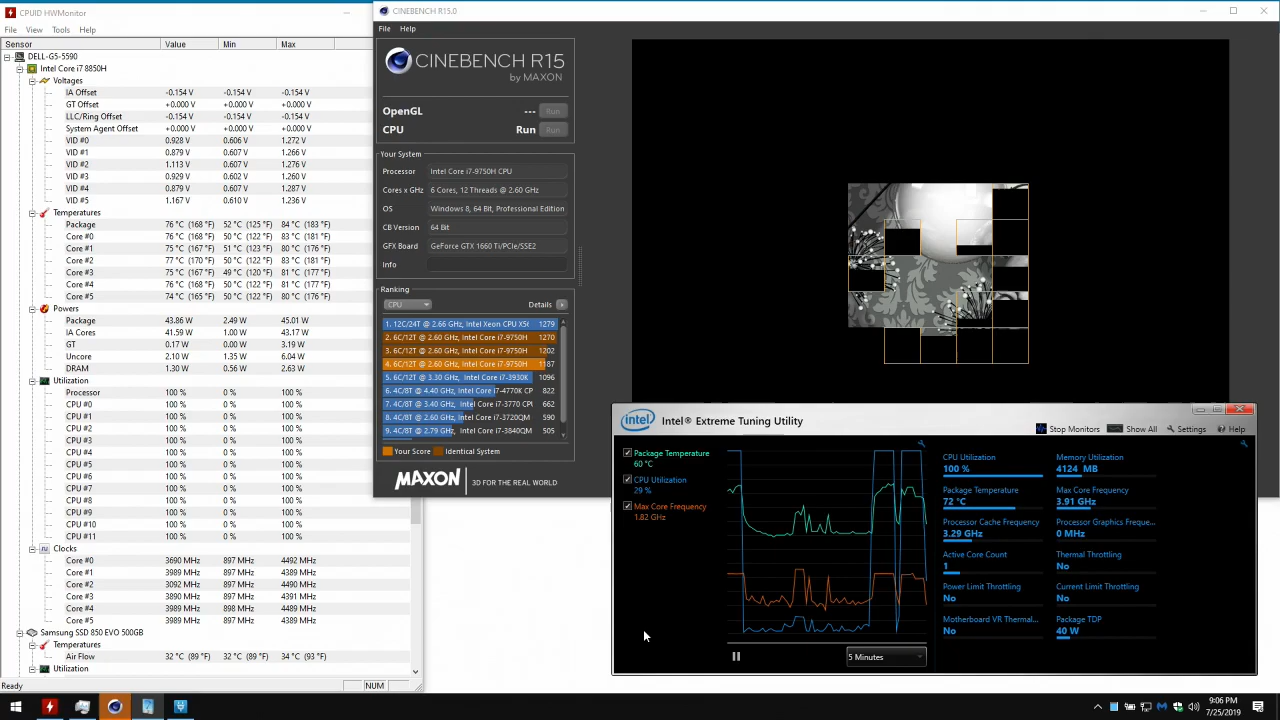 CPUID HWMonitor
File View Tools Help
Sensor Value Min Max
DELL-G5-5590
Intel Core i7 8850H
Voltages
IA Offset -0.154 V -0.154 V -0.154 V
GT Offset +0.000 V +0.000 V +0.000 V
LLC/Ring Offset -0.154 V -0.154 V -0.154 V
System Agent Offset +0.000 V +0.000 V +0.000 V
VID #0 0.928 V 0.606 V 1.272 V
VID #1 0.879 V 0.607 V 1.266 V
VID #2 1.113 V 0.607 V 1.260 V
VID #3 0.929 V 0.606 V 1.261 V
VID #4 0.879 V 0.607 V 1.287 V
VID #5 1.167 V 0.610 V 1.236 V
Temperatures
Package 76 °C (168 °F) 52 °C (125 °F) 84 °C (183 °F)
Core #0 76 °C (168 °F) 52 °C (124 °F) 83 °C (181 °F)
Core #1 75 °C (167 °F) 51 °C (123 °F) 80 °C (176 °F)
Core #2 77 °C (170 °F) 50 °C (122 °F) 82 °C (179 °F)
Core #3 75 °C (167 °F) 49 °C (120 °F) 81 °C (177 °F)
Core #4 76 °C (168 °F) 50 °C (122 °F) 81 °C (177 °F)
Core #5 74 °C (165 °F) 50 °C (122 °F) 80 °C (176 °F)
Powers
Package 43.86 W 2.49 W 45.01 W
IA Cores 41.59 W 1.13 W 43.17 W
GT 0.17 W 0.00 W 0.19 W
Uncore 2.10 W 1.35 W 6.04 W
DRAM 1.30 W 0.56 W 2.63 W
Utilization
Processor 100 % 0 % 100 %
CPU #0 100 % 0 % 100 %
CPU #1 100 % 0 % 100 %
CPU #2 100 % 0 % 100 %
CPU #3 100 % 0 % 100 %
CPU #4 100 % 0 % 100 %
CPU #5 100 % 0 % 100 %
CPU #6 100 % 0 % 100 %
CPU #7 100 % 0 % 100 %
CPU #8 100 % 0 % 100 %
CPU #9 100 % 0 % 100 %
CPU #10 100 % 0 % 100 %
CPU #11 100 % 0 % 100 %
Clocks
Core #0 3690 MHz 897 MHz 4492 MHz
Core #1 3989 MHz 897 MHz 4389 MHz
Core #2 3092 MHz 897 MHz 4490 MHz
Core #3 3890 MHz 897 MHz 4391 MHz
Core #4 3989 MHz 898 MHz 4489 MHz
Core #5 3989 MHz 897 MHz 4389 MHz
Samsung SSD 850 EVO 500GB
Temperatures
Air Flow 32 °C (89 °F) 32 °C (89 °F) 34 °C (93 °F)
Utilization
Ready NUM
CINEBENCH R15.0
File Help
CINEBENCH R15
by MAXON
OpenGL --- Run
CPU Run Run
Your System
Processor Intel Core i7-9750H CPU
Cores x GHz 6 Cores, 12 Threads @ 2.60 GHz
OS Windows 8, 64 Bit, Professional Edition
CB Version 64 Bit
GFX Board GeForce GTX 1660 Ti/PCIe/SSE2
Info
Ranking
CPU Details
1. 12C/24T @ 2.66 GHz, Intel Xeon CPU X56 1279
2. 6C/12T @ 2.60 GHz, Intel Core i7-9750H 1270
3. 6C/12T @ 2.60 GHz, Intel Core i7-9750H 1202
4. 6C/12T @ 2.60 GHz, Intel Core i7-9750H 1187
5. 6C/12T @ 3.30 GHz, Intel Core i7-3930K 1096
6. 4C/8T @ 4.40 GHz, Intel Core i7-4770K CP 822
7. 4C/8T @ 3.40 GHz, Intel Core i7-3770 CPU 662
8. 4C/8T @ 2.60 GHz, Intel Core i7-3720QM 590
9. 4C/8T @ 2.79 GHz, Intel Core i7-3840QM 505
Your Score Identical System
MAXON 3D FOR THE REAL WORLD
intel Intel® Extreme Tuning Utility
Stop Monitors Show All Settings Help
Package Temperature
60 °C
CPU Utilization
29 %
Max Core Frequency
1.82 GHz
5 Minutes
CPU Utilization Memory Utilization
100 % 4124 MB
Package Temperature Max Core Frequency
72 °C 3.91 GHz
Processor Cache Frequency Processor Graphics Freque...
3.29 GHz 0 MHz
Active Core Count Thermal Throttling
1 No
Power Limit Throttling Current Limit Throttling
No No
Motherboard VR Thermal... Package TDP
No 40 W
9:06 PM
7/25/2019